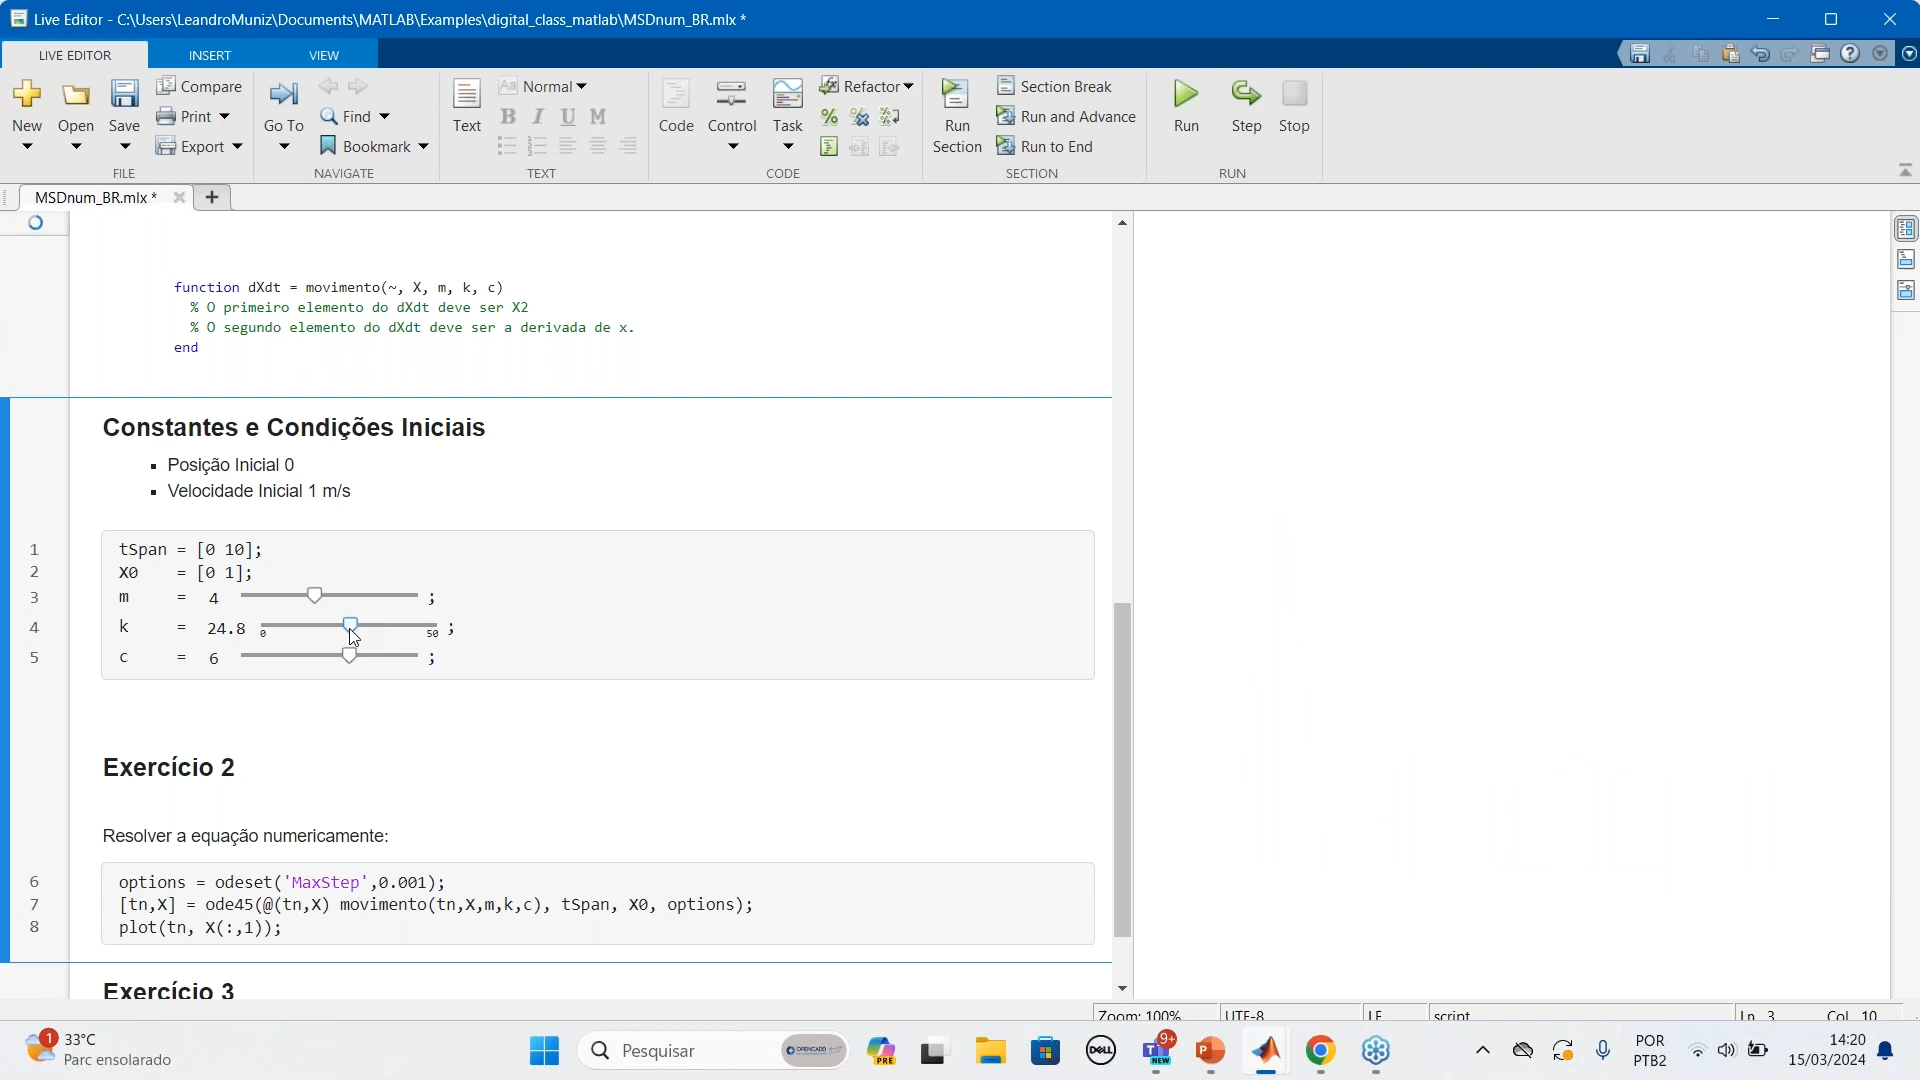 Live Editor - C:\Users\LeandroMuniz\Documents\MATLAB\Examples\digital_class_matlab\MSDnum_BR.mlx *
LIVE EDITOR INSERT VIEW
New Open Save Compare Print Export
FILE
Go To Find Bookmark
NAVIGATE
Text Aa Normal B I U M
TEXT
Code Control Task Refactor
CODE
Run Section Section Break Run and Advance Run to End
SECTION
Run Step Stop
RUN
MSDnum_BR.mlx * +
function dXdt = movimento(~, X, m, k, c)
% O primeiro elemento do dXdt deve ser X2
% O segundo elemento do dXdt deve ser a derivada de x.
end
Constantes e Condições Iniciais
▪ Posição Inicial 0
▪ Velocidade Inicial 1 m/s
1 tSpan = [0 10];
2 X0 = [0 1];
3 m = 4 ;
4 k = 24.8 0 50 ;
5 c = 6 ;
Exercício 2
Resolver a equação numericamente:
6 options = odeset('MaxStep',0.001);
7 [tn,X] = ode45(@(tn,X) movimento(tn,X,m,k,c), tSpan, X0, options);
8 plot(tn, X(:,1));
Exercício 3
Zoom: 100% UTF-8 LF script Ln 3 Col 10
1 33°C
Parc ensolarado
Pesquisar
OPENCADD
PRE
DELL
9+
NEW
POR
PTB2
14:20
15/03/2024